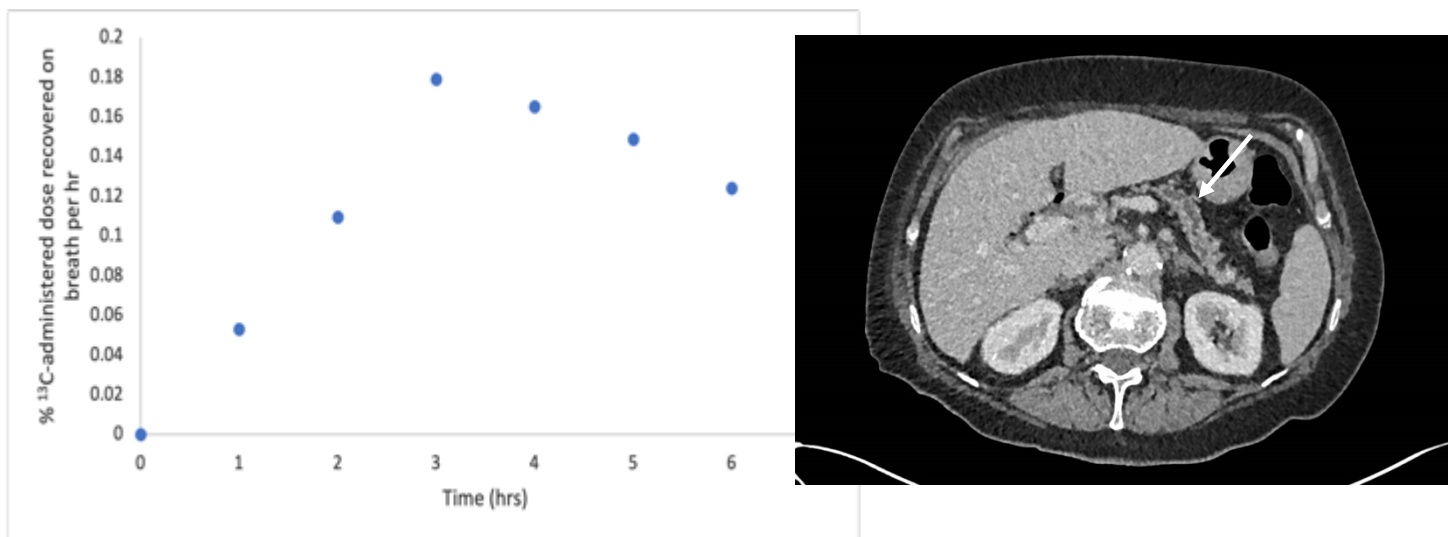 % ¹³C-administered dose recovered on
breath per hr
0.2
0.18
0.16
0.14
0.12
0.1
0.08
0.06
0.04
0.02
0
0 1 2 3 4 5 6
Time (hrs)